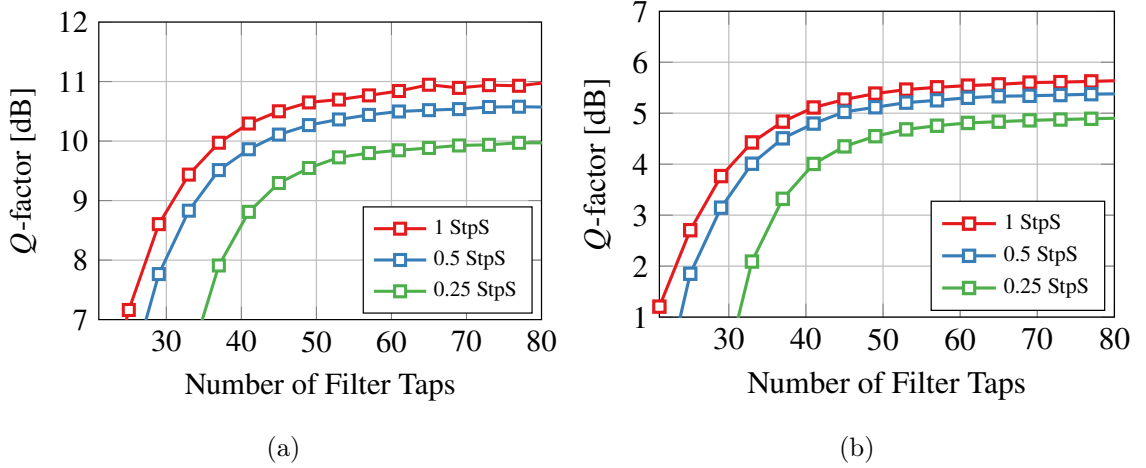 12
11
10
9
8
7
30 40 50 60 70 80
Q-factor [dB]
Number of Filter Taps
1 StpS
0.5 StpS
0.25 StpS
(a)
7
6
5
4
3
2
1
30 40 50 60 70 80
Q-factor [dB]
Number of Filter Taps
1 StpS
0.5 StpS
0.25 StpS
(b)